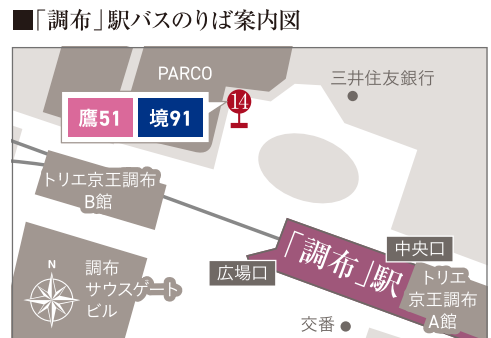 ■「調布」駅バスのりば案内図
PARCO
14
三井住友銀行
鷹51
境91
トリエ京王調布
B館
「調布」駅
中央口
広場口
トリエ
京王調布
A館
N
調布
サウスゲート
ビル
交番